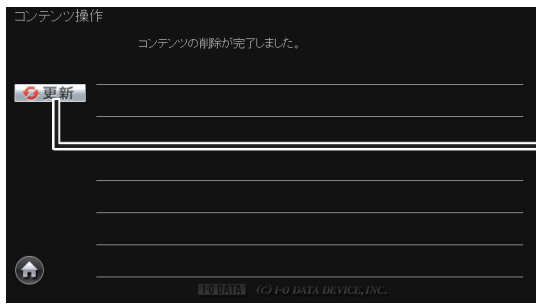 コンテンツ操作
コンテンツの削除が完了しました。
更新
I-O DATA (C) I-O DATA DEVICE, INC.